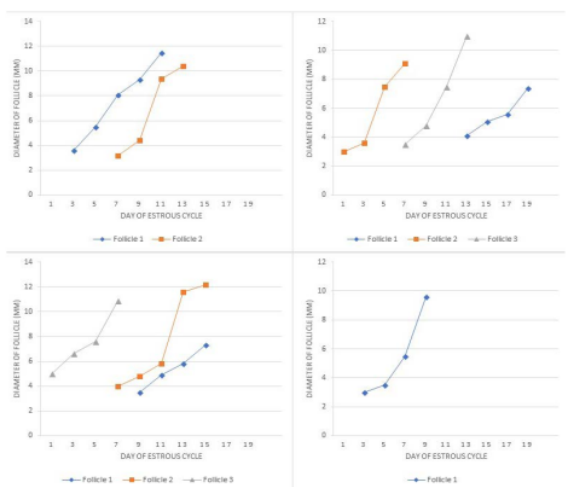 14
12
10
8
6
4
2
0
DIAMETER OF FOLLICLE (MM)
1 3 5 7 9 11 13 15 17 19
DAY OF ESTROUS CYCLE
Follicle 1 Follicle 2
12
10
8
6
4
2
0
DIAMETER OF FOLLICLE (MM)
1 3 5 7 9 11 13 15 17 19
DAY OF ESTROUS CYCLE
Follicle 1 Follicle 2 Follicle 3
14
12
10
8
6
4
2
0
DIAMETER OF FOLLICLE (MM)
1 3 5 7 9 11 13 15 17 19
DAY OF ESTROUS CYCLE
Follicle 1 Follicle 2 Follicle 3
12
10
8
6
4
2
0
DIAMETER OF FOLLICLE (MM)
1 3 5 7 9 11 13 15 17 19
DAY OF ESTROUS CYCLE
Follicle 1